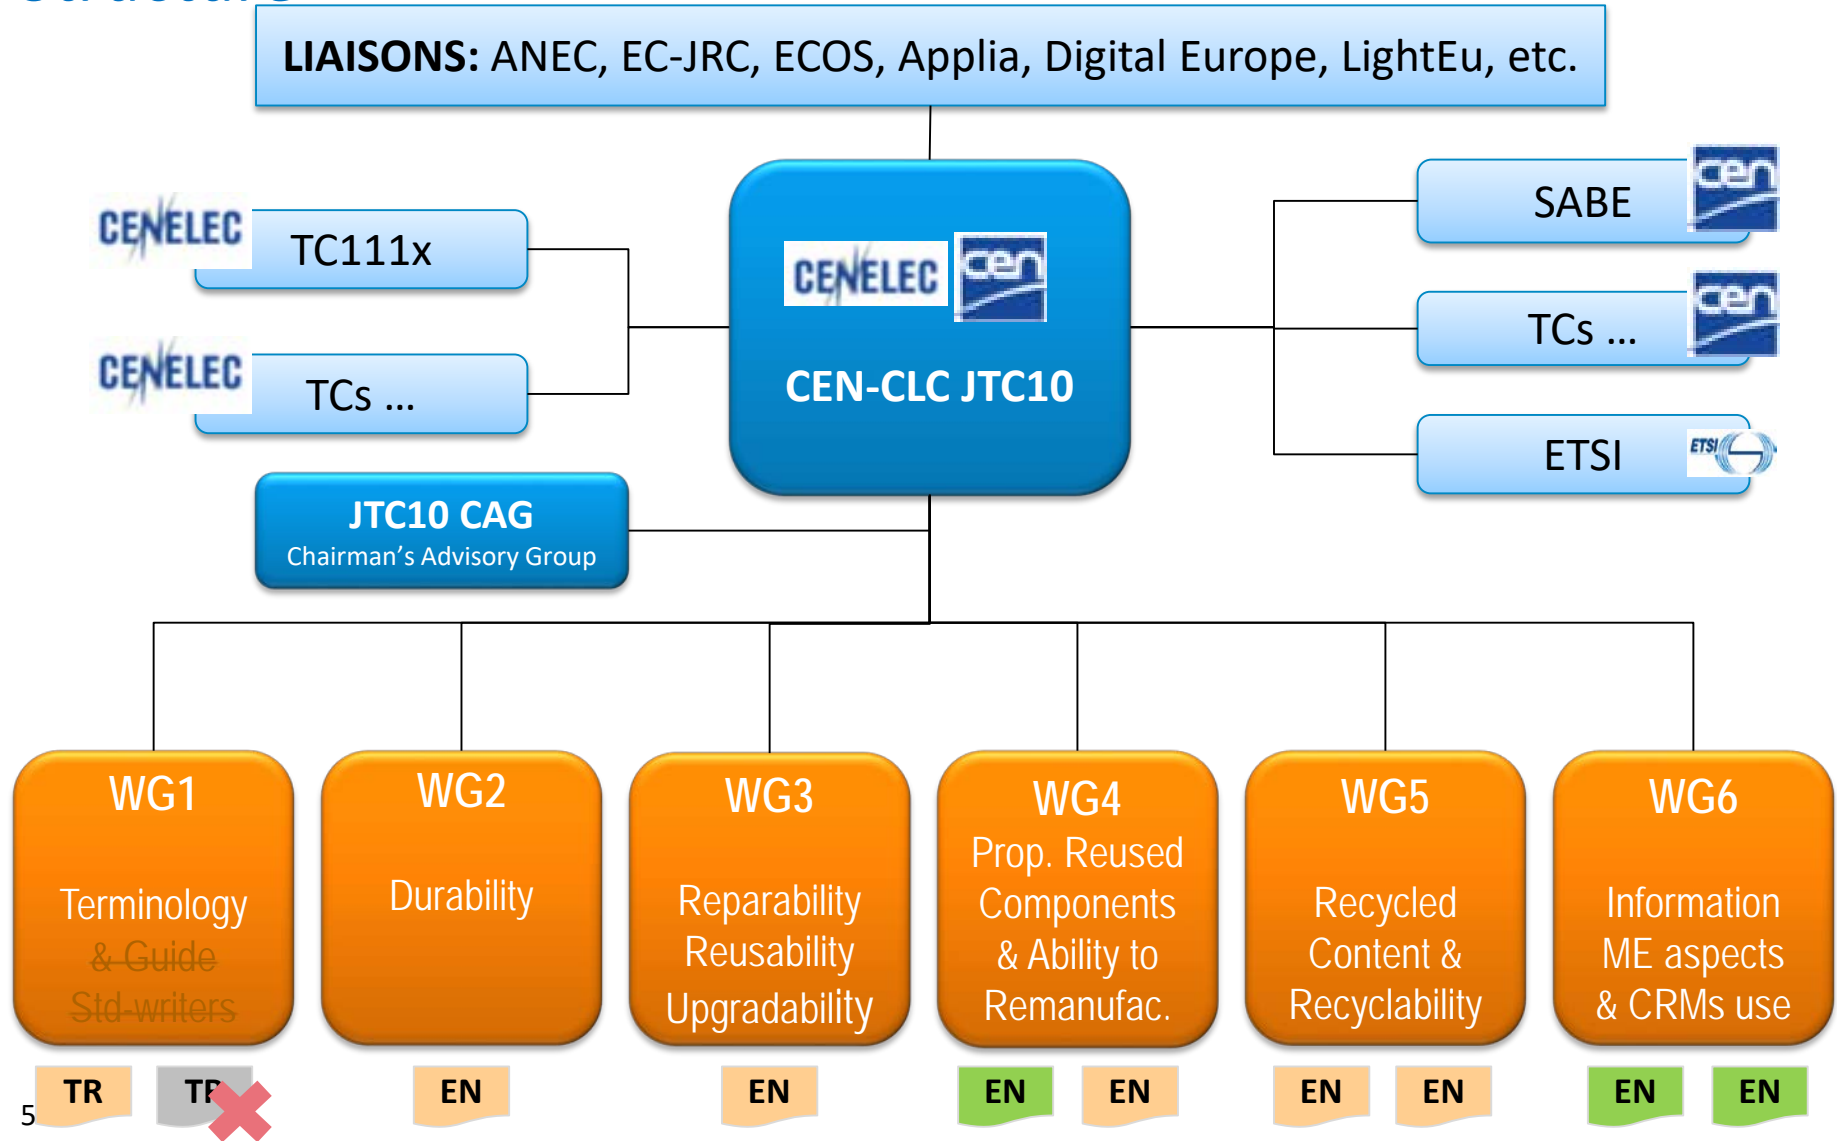 LIAISONS: ANEC, EC-JRC, ECOS, Applia, Digital Europe, LightEu, etc.
CENELEC
TC111x
CENELEC
TCs ...
CENELEC
cen
CEN-CLC JTC10
SABE
cen
TCs ...
cen
ETSI
ETSI
JTC10 CAG
Chairman's Advisory Group
WG1
Terminology
& Guide
Std-writers
WG2
Durability
WG3
Reparability
Reusability
Upgradability
WG4
Prop. Reused
Components
& Ability to
Remanufac.
WG5
Recycled
Content &
Recyclability
WG6
Information
ME aspects
& CRMs use
TR
TR
EN
EN
EN
EN
EN
EN
EN
EN
5